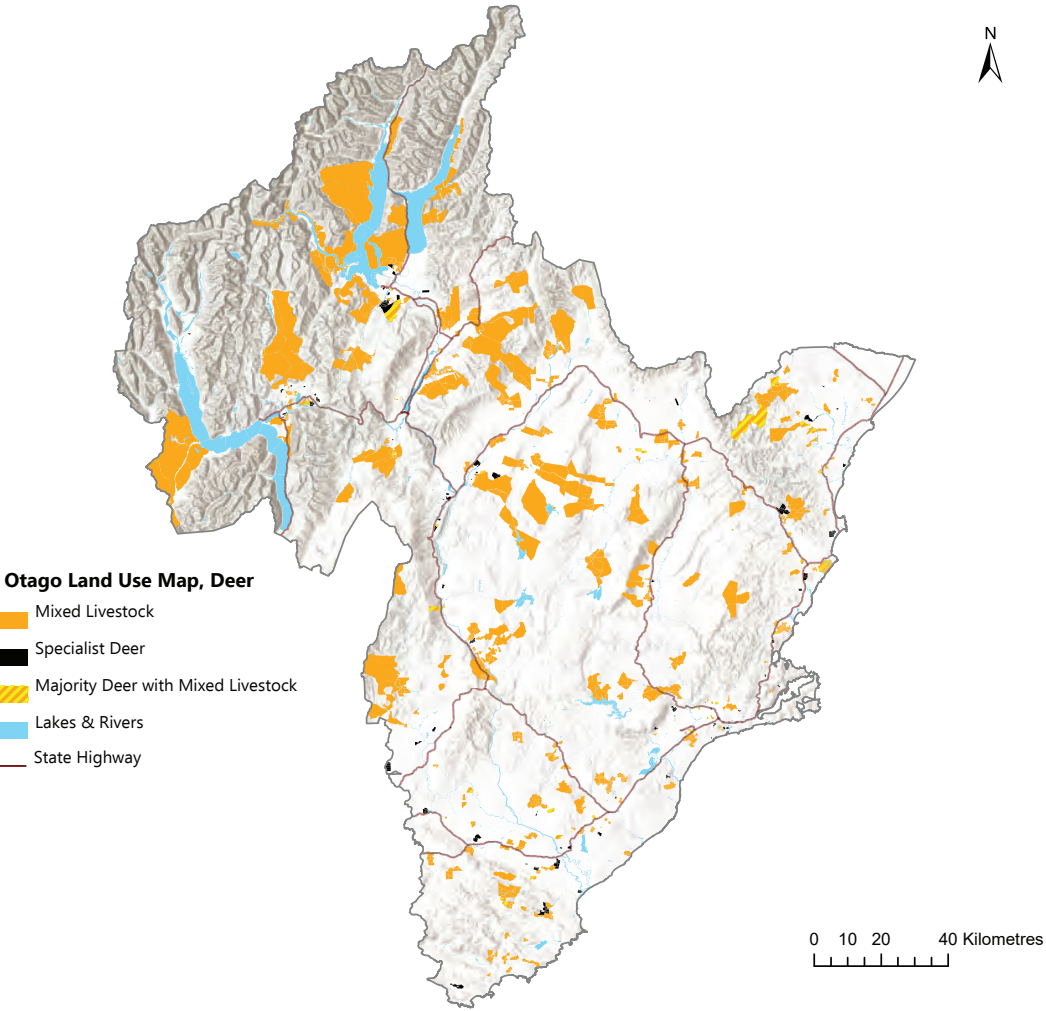 N
Otago Land Use Map, Deer
Mixed Livestock
Specialist Deer
Majority Deer with Mixed Livestock
Lakes & Rivers
State Highway
0 10 20 40 Kilometres